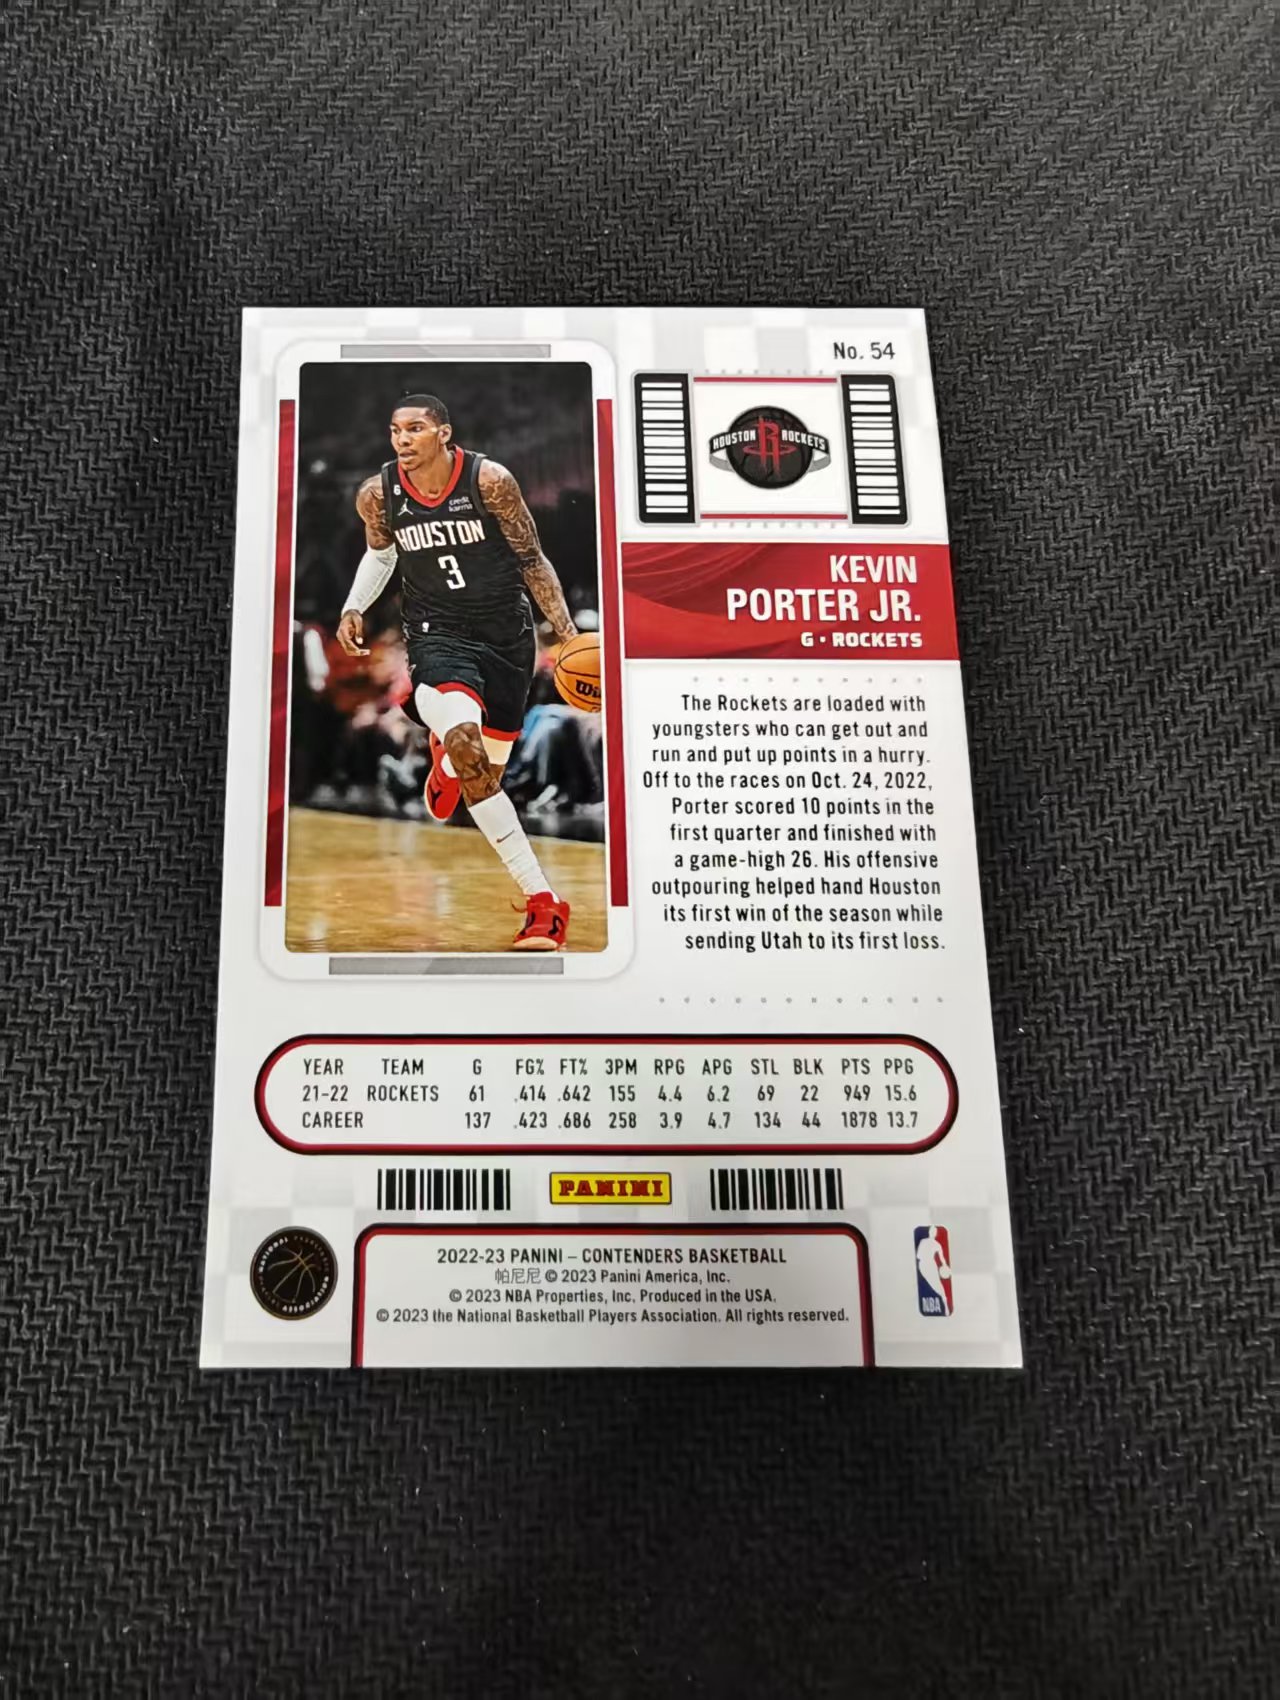 No. 54
HOUSTON ROCKETS
6
credit
karma
HOUSTON
3
KEVIN
PORTER JR.
G • ROCKETS
The Rockets are loaded with
youngsters who can get out and
run and put up points in a hurry.
Off to the races on Oct. 24, 2022,
Porter scored 10 points in the
first quarter and finished with
a game-high 26. His offensive
outpouring helped hand Houston
its first win of the season while
sending Utah to its first loss.
YEAR TEAM G FG% FT% 3PM RPG APG STL BLK PTS PPG
21-22 ROCKETS 61 .414 .642 155 4.4 6.2 69 22 949 15.6
CAREER 137 .423 .686 258 3.9 4.7 134 44 1878 13.7
PANINI
2022-23 PANINI – CONTENDERS BASKETBALL
帕尼尼 © 2023 Panini America, Inc.
© 2023 NBA Properties, Inc. Produced in the USA.
© 2023 the National Basketball Players Association. All rights reserved.
NATIONAL
ASSOCIATION
NBA